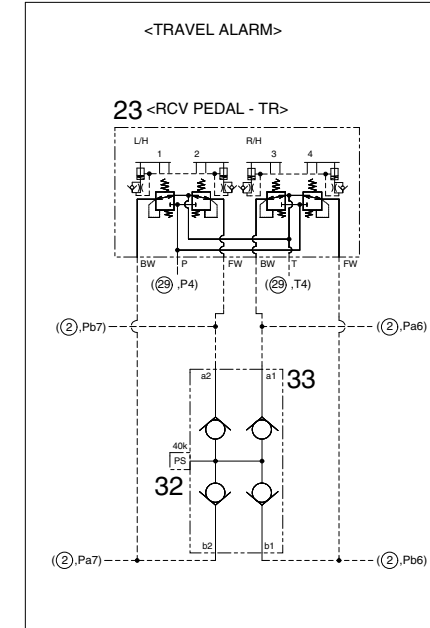 <TRAVEL ALARM>
23 <RCV PEDAL - TR>
L/H R/H
1 2 3 4
BW P FW BW T FW
(29 ,P4) (29 ,T4)
(2 ,Pb7) (2 ,Pa6)
a2 a1 33
40k
PS
32
b2 b1
(2 ,Pa7) (2 ,Pb6)